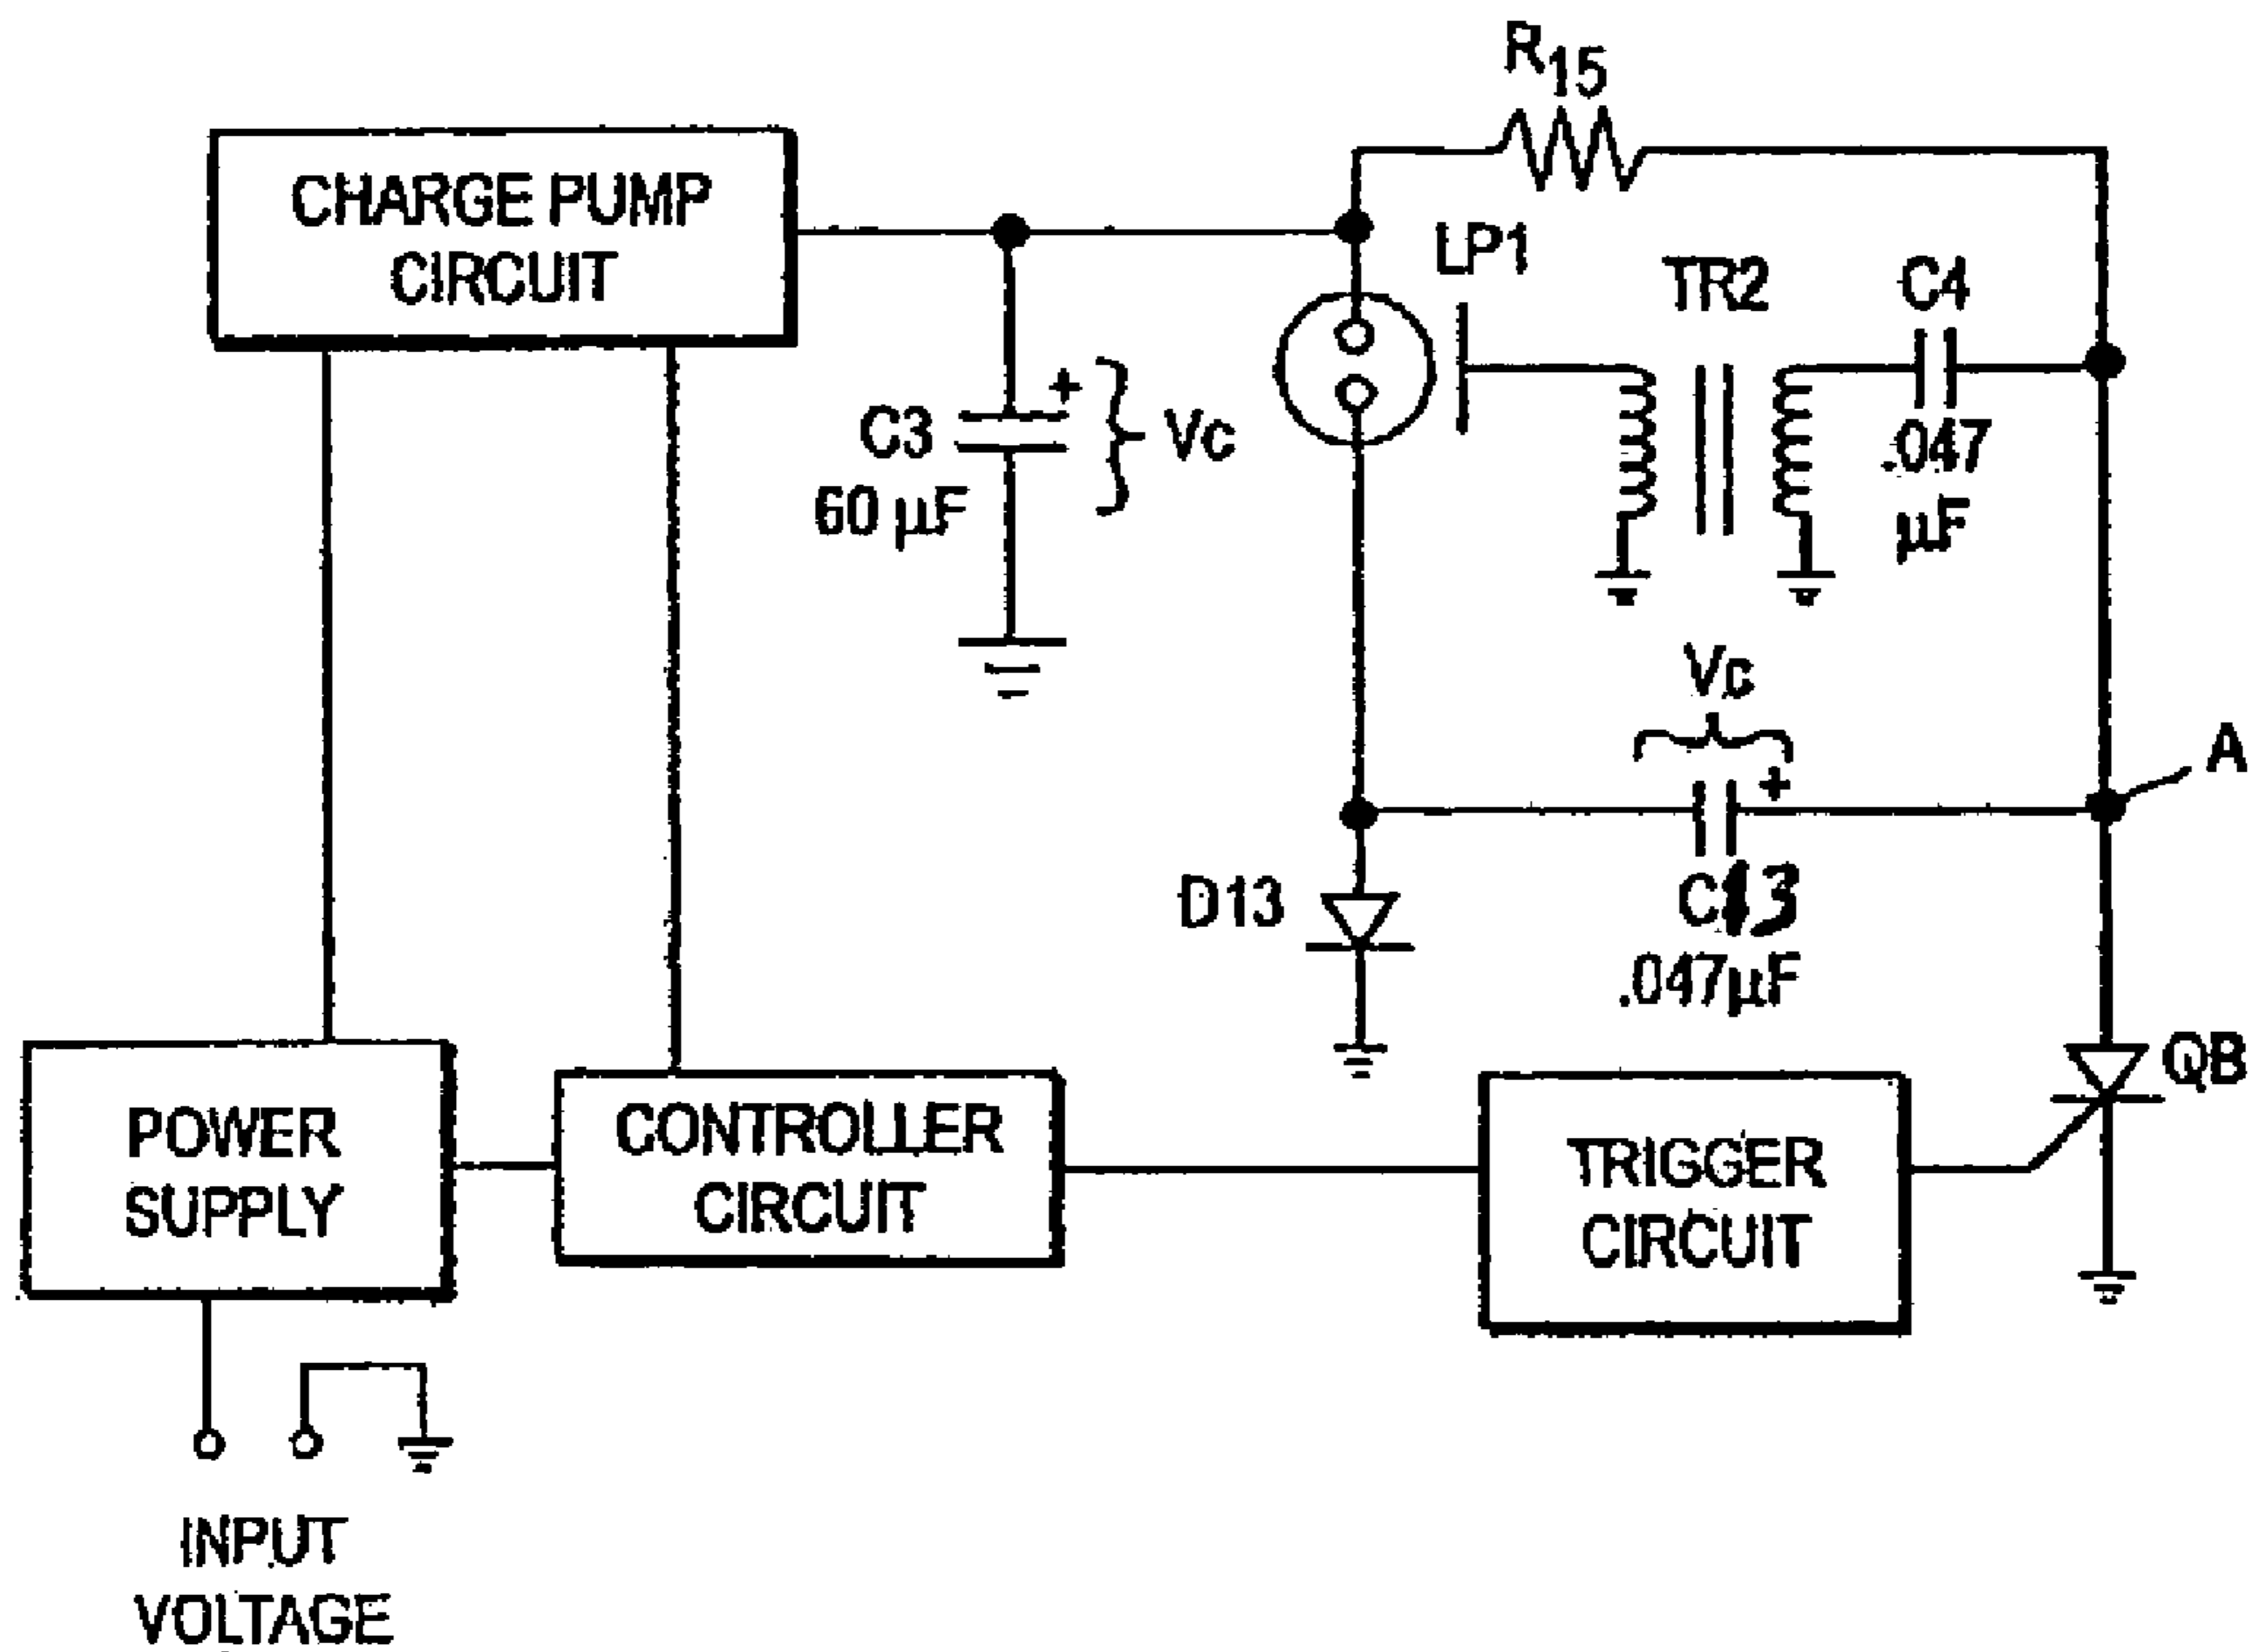 R15
CHARGE PUMP
CIRCUIT
LP1
TR2
C4
.047
µF
+
C3
60 µF
Vc
Vc
+
A
D13
C13
.047µF
QB
POWER
SUPPLY
CONTROLLER
CIRCUIT
TRIGGER
CIRCUIT
INPUT
VOLTAGE